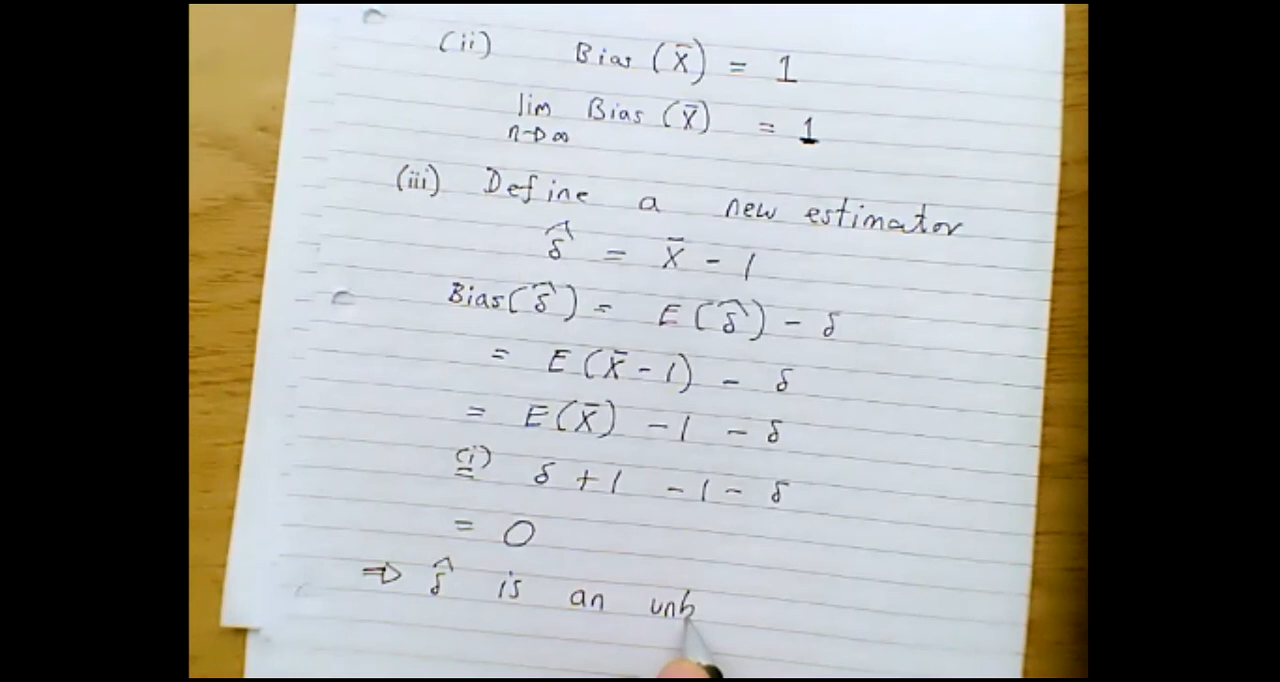 (ii) Bias (X̄) = 1
lim Bias (X̄) = 1
n→∞
(iii) Define a new estimator
δ̂ = X̄ - 1
Bias(δ̂) = E(δ̂) - δ
= E(X̄ - 1) - δ
= E(X̄) - 1 - δ
(i)
= δ + 1 - 1 - δ
= 0
⇒ δ̂ is an unb